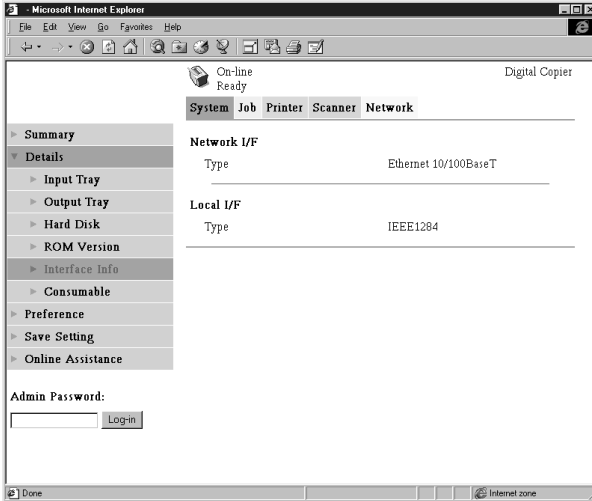 - Microsoft Internet Explorer
File Edit View Go Favorites Help
On-line
Ready
Digital Copier
System Job Printer Scanner Network
Summary
Details
Input Tray
Output Tray
Hard Disk
ROM Version
Interface Info
Consumable
Preference
Save Setting
Online Assistance
Admin Password:
Log-in
Network I/F
Type Ethernet 10/100BaseT
Local I/F
Type IEEE1284
Done
Internet zone